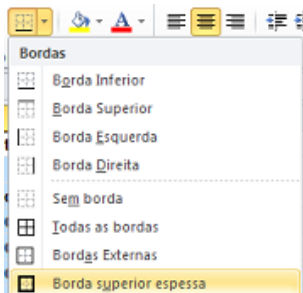 A
Bordas
Borda Inferior
Borda Superior
Borda Esquerda
Borda Direita
Sem borda
Todas as bordas
Bordas Externas
Borda superior espessa